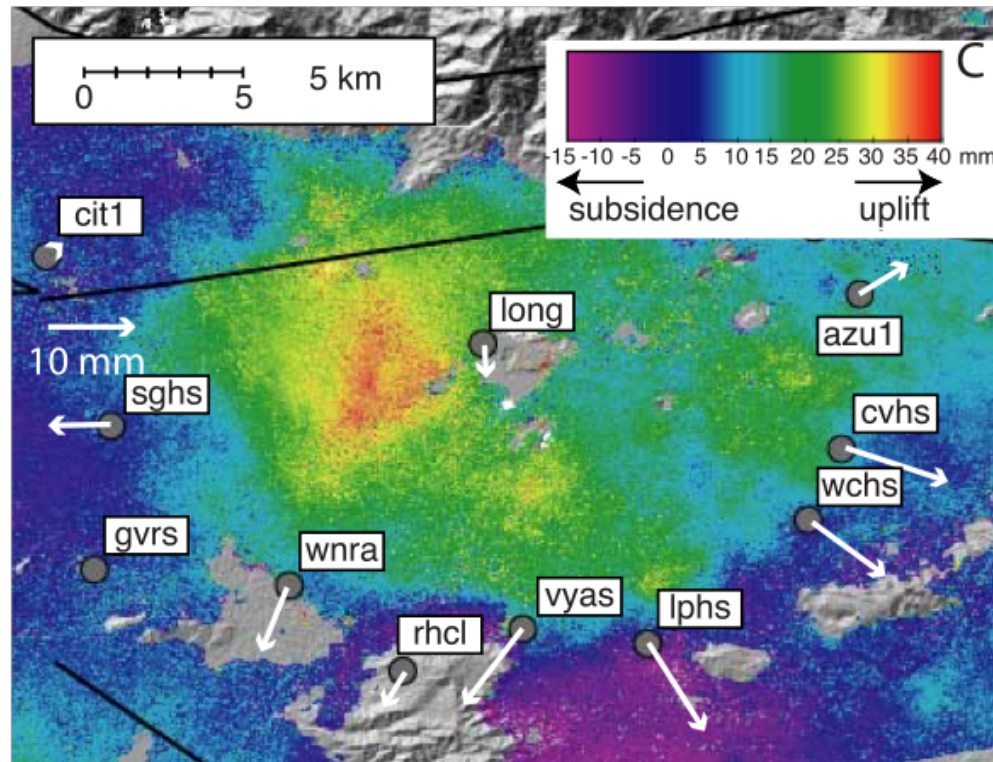 5 km
0 5
C
-15 -10 -5 0 5 10 15 20 25 30 35 40 mm
subsidence uplift
cit1
10 mm
long
azu1
sghs
cvhs
wchs
gvrs
wnra
vyas
lphs
rhcl